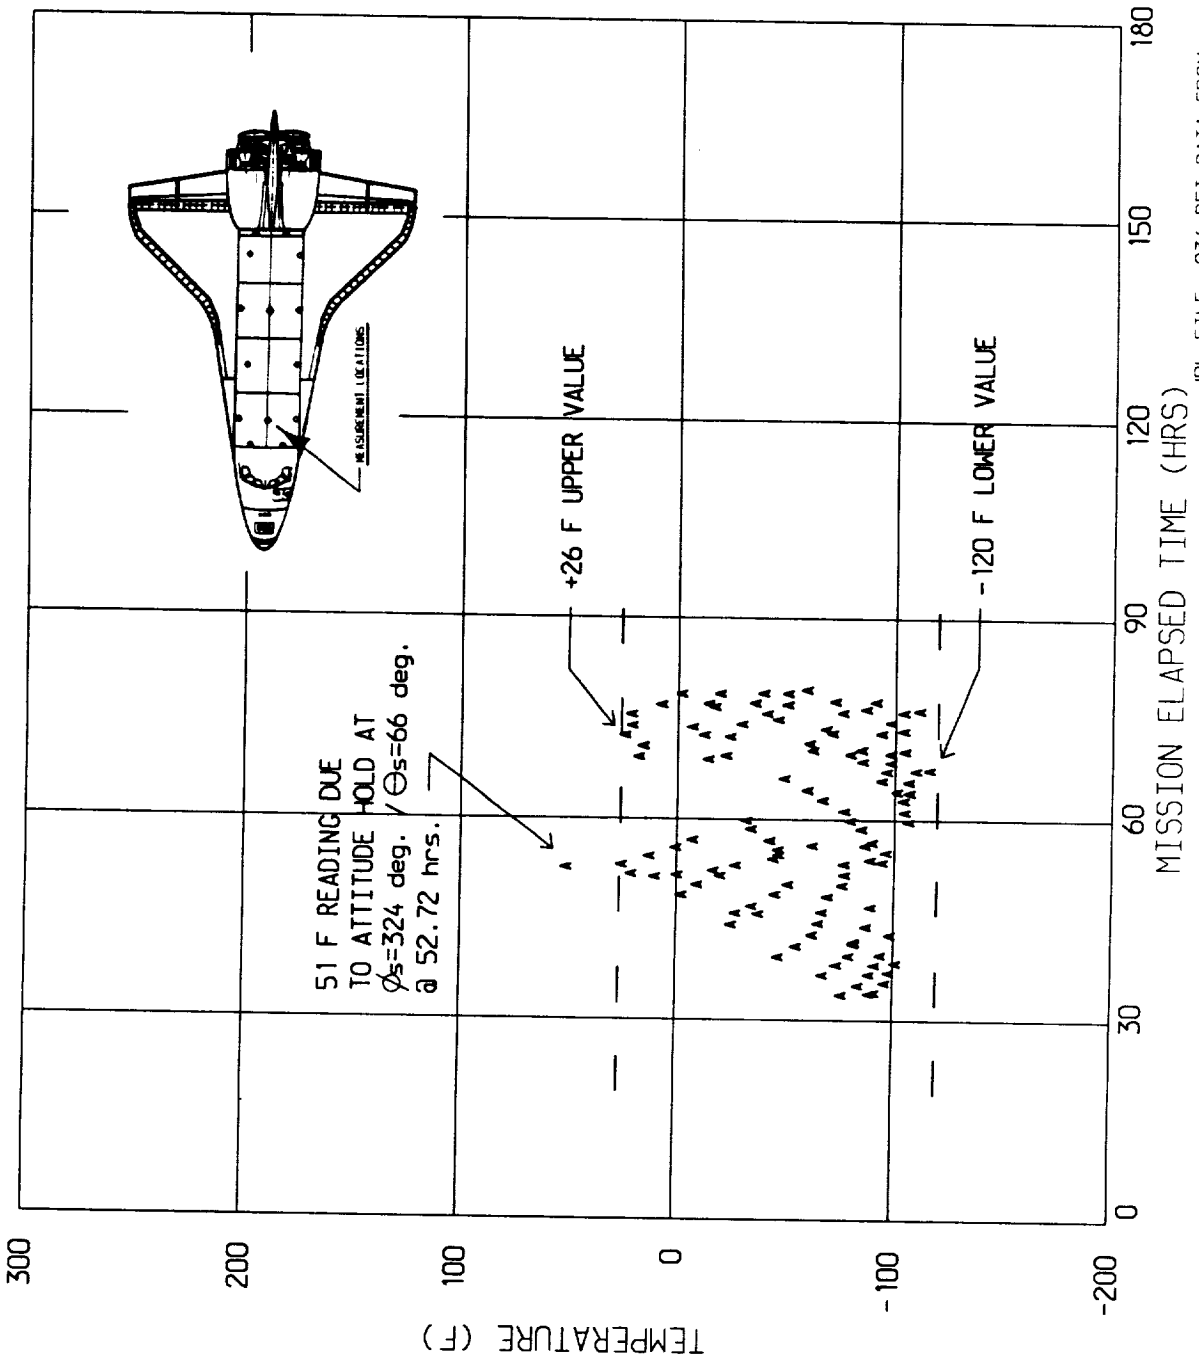 300
200
100
0
-100
-200
TEMPERATURE (F)
0
30
60
90
120
150
180
MISSION ELAPSED TIME (HRS)
51 F READING DUE
TO ATTITUDE HOLD AT
Øs=324 deg. / Θs=66 deg.
@ 52.72 hrs.
+26 F UPPER VALUE
-120 F LOWER VALUE
MEASUREMENT LOCATIONS